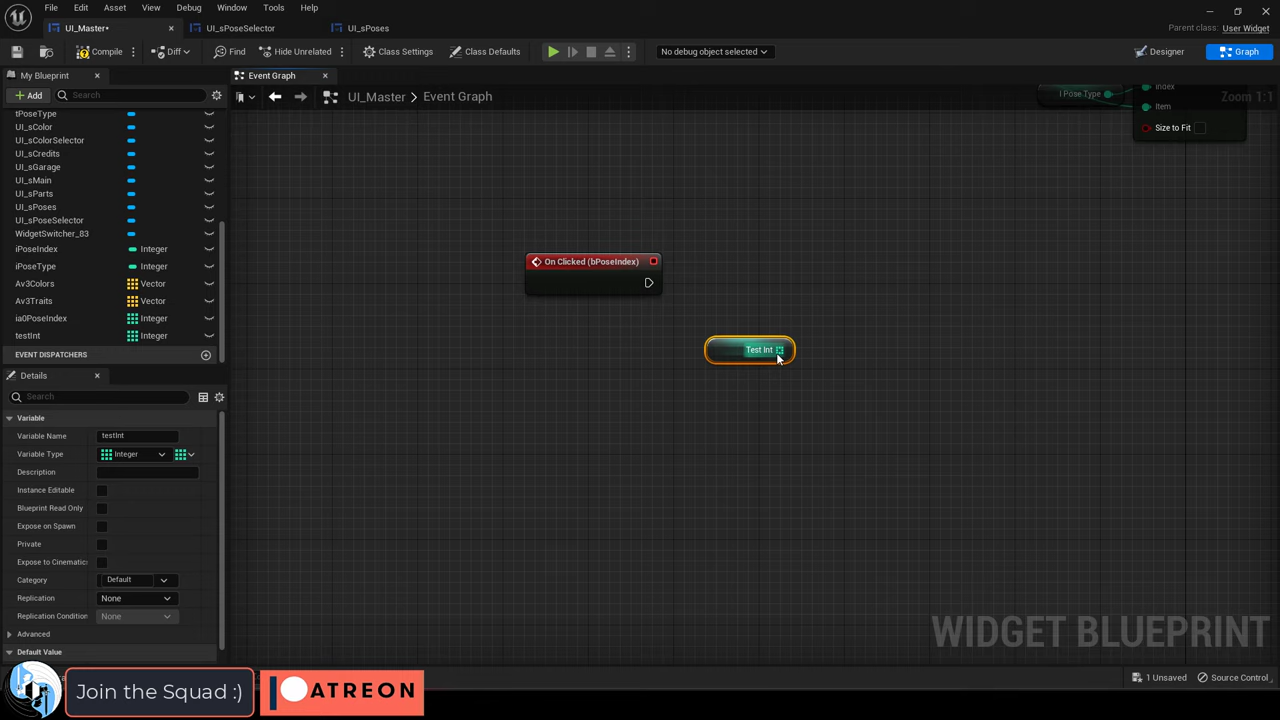 File Edit Asset View Debug Window Tools Help
UI_Master* UI_sPoseSelector UI_sPoses
Parent class: User Widget
Compile Diff Find Hide Unrelated Class Settings Class Defaults No debug object selected Designer Graph
My Blueprint Event Graph
Add Search UI_Master > Event Graph
Zoom 1:1
tPoseType
UI_sColor
UI_sColorSelector
UI_sCredits
UI_sGarage
UI_sMain
UI_sParts
UI_sPoses
UI_sPoseSelector
WidgetSwitcher_83
iPoseIndex Integer
iPoseType Integer
Av3Colors Vector
Av3Traits Vector
ia0PoseIndex Integer
testInt Integer
EVENT DISPATCHERS
Details
Search
Variable
Variable Name testInt
Variable Type Integer
Description
Instance Editable
Blueprint Read Only
Expose on Spawn
Private
Expose to Cinematics
Category Default
Replication None
Replication Condition None
Advanced
Default Value
I Pose Type
Index
Item
Size to Fit
On Clicked (bPoseIndex)
Test Int
WIDGET BLUEPRINT
1 Unsaved Source Control
Join the Squad :)
PATREON